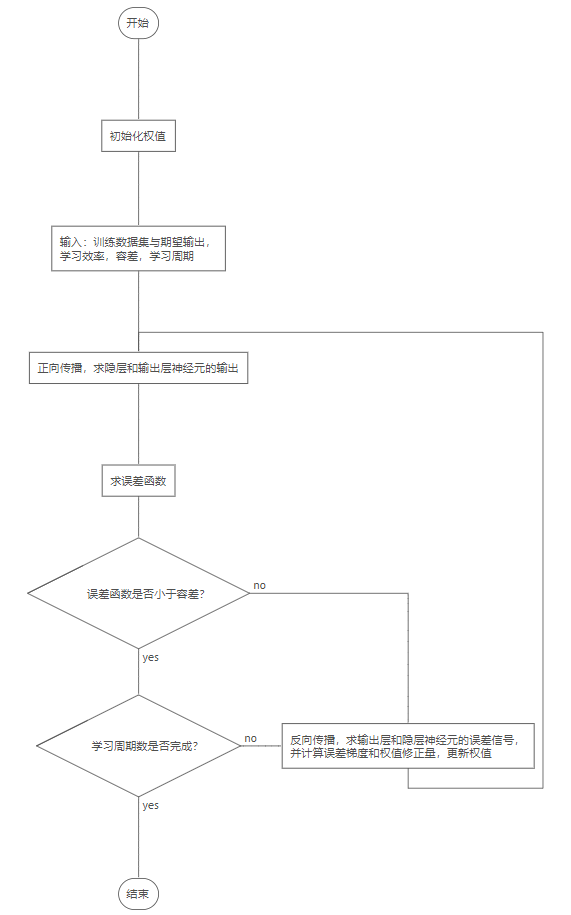 开始
初始化权值
输入：训练数据集与期望输出，
学习效率，容差，学习周期
正向传播，求隐层和输出层神经元的输出
求误差函数
误差函数是否小于容差？
no
yes
学习周期数是否完成？
no
反向传播，求输出层和隐层神经元的误差信号，
并计算误差梯度和权值修正量，更新权值
yes
结束